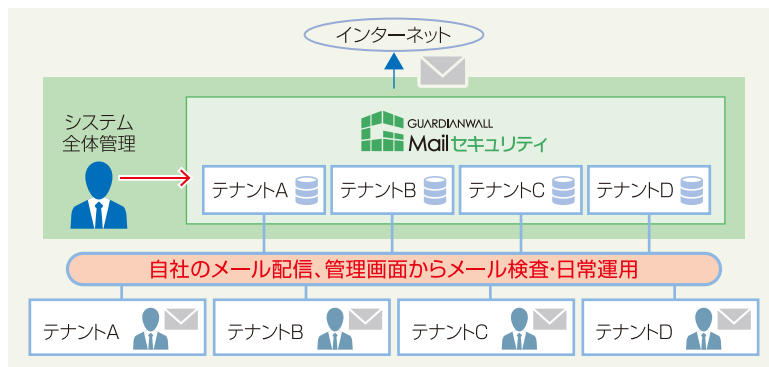 インターネット
システム
全体管理
GUARDIANWALL
Mailセキュリティ
テナントA
テナントB
テナントC
テナントD
自社のメール配信、管理画面からメール検査・日常運用
テナントA
テナントB
テナントC
テナントD